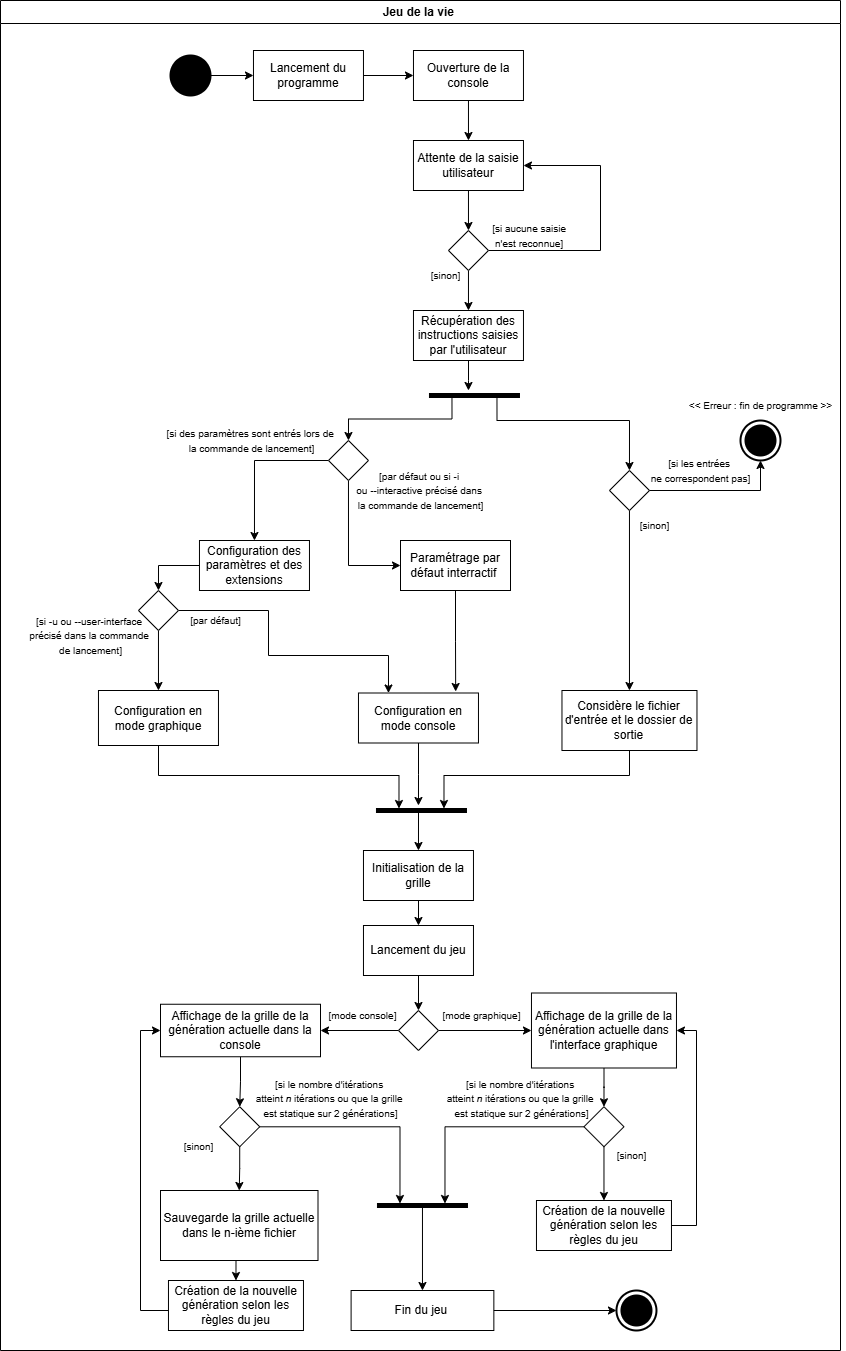 Jeu de la vie
Lancement du
programme
Ouverture de la
console
Attente de la saisie
utilisateur
[si aucune saisie
n'est reconnue]
[sinon]
Récupération des
instructions saisies
par l'utilisateur
<< Erreur : fin de programme >>
[si des paramètres sont entrés lors de
la commande de lancement]
[par défaut ou si -i
ou --interactive précisé dans
la commande de lancement]
[si les entrées
ne correspondent pas]
[sinon]
Configuration des
paramètres et des
extensions
Paramétrage par
défaut interractif
[si -u ou --user-interface
précisé dans la commande
de lancement]
[par défaut]
Configuration en
mode graphique
Configuration en
mode console
Considère le fichier
d'entrée et le dossier de
sortie
Initialisation de la
grille
Lancement du jeu
Affichage de la grille de la
génération actuelle dans la
console
[mode console]
[mode graphique]
Affichage de la grille de la
génération actuelle dans
l'interface graphique
[si le nombre d'itérations
atteint n itérations ou que la grille
est statique sur 2 générations]
[si le nombre d'itérations
atteint n itérations ou que la grille
est statique sur 2 générations]
[sinon]
[sinon]
Sauvegarde la grille actuelle
dans le n-ième fichier
Création de la nouvelle
génération selon les
règles du jeu
Création de la nouvelle
génération selon les
règles du jeu
Fin du jeu